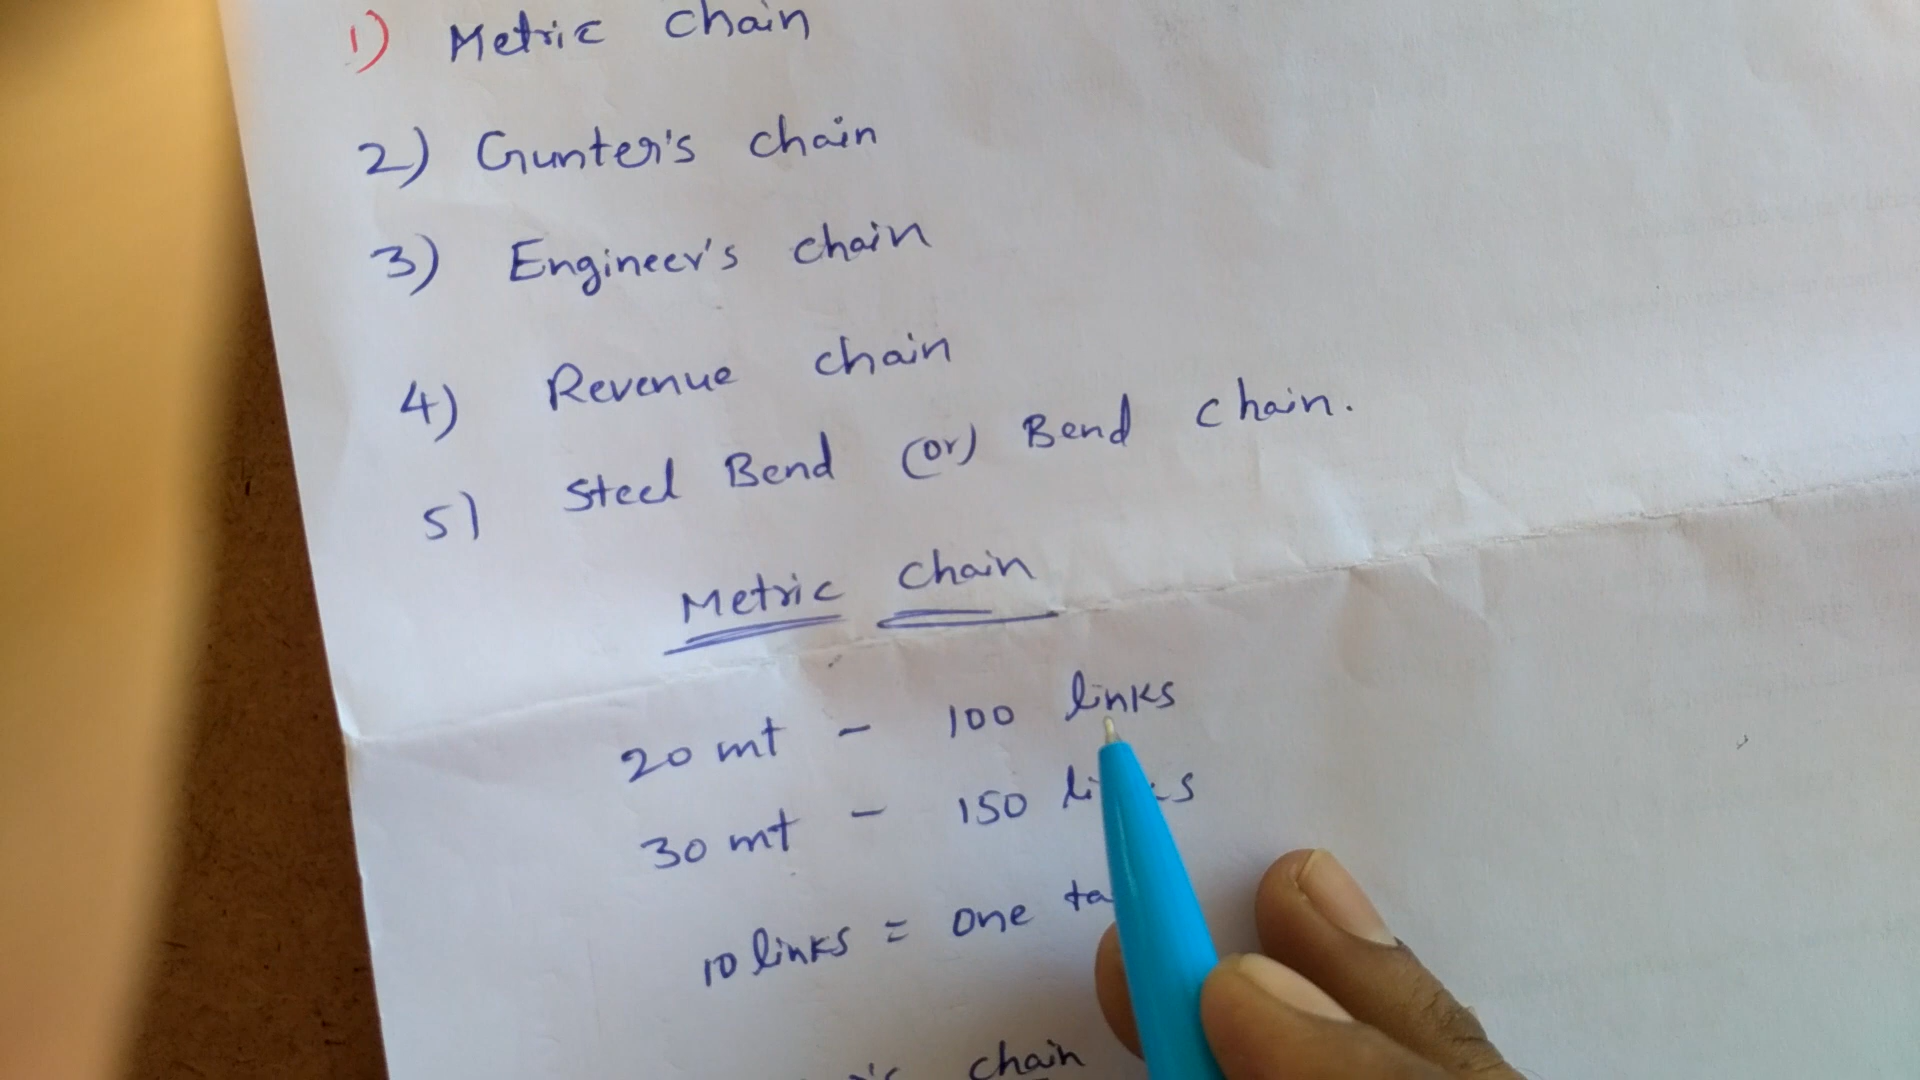 1) Metric chain
2) Gunter's chain
3) Engineer's chain
4) Revenue chain
5) Steel Bend (or) Bend chain.
Metric chain
20 mt - 100 links
30 mt - 150
10 links = one
chain